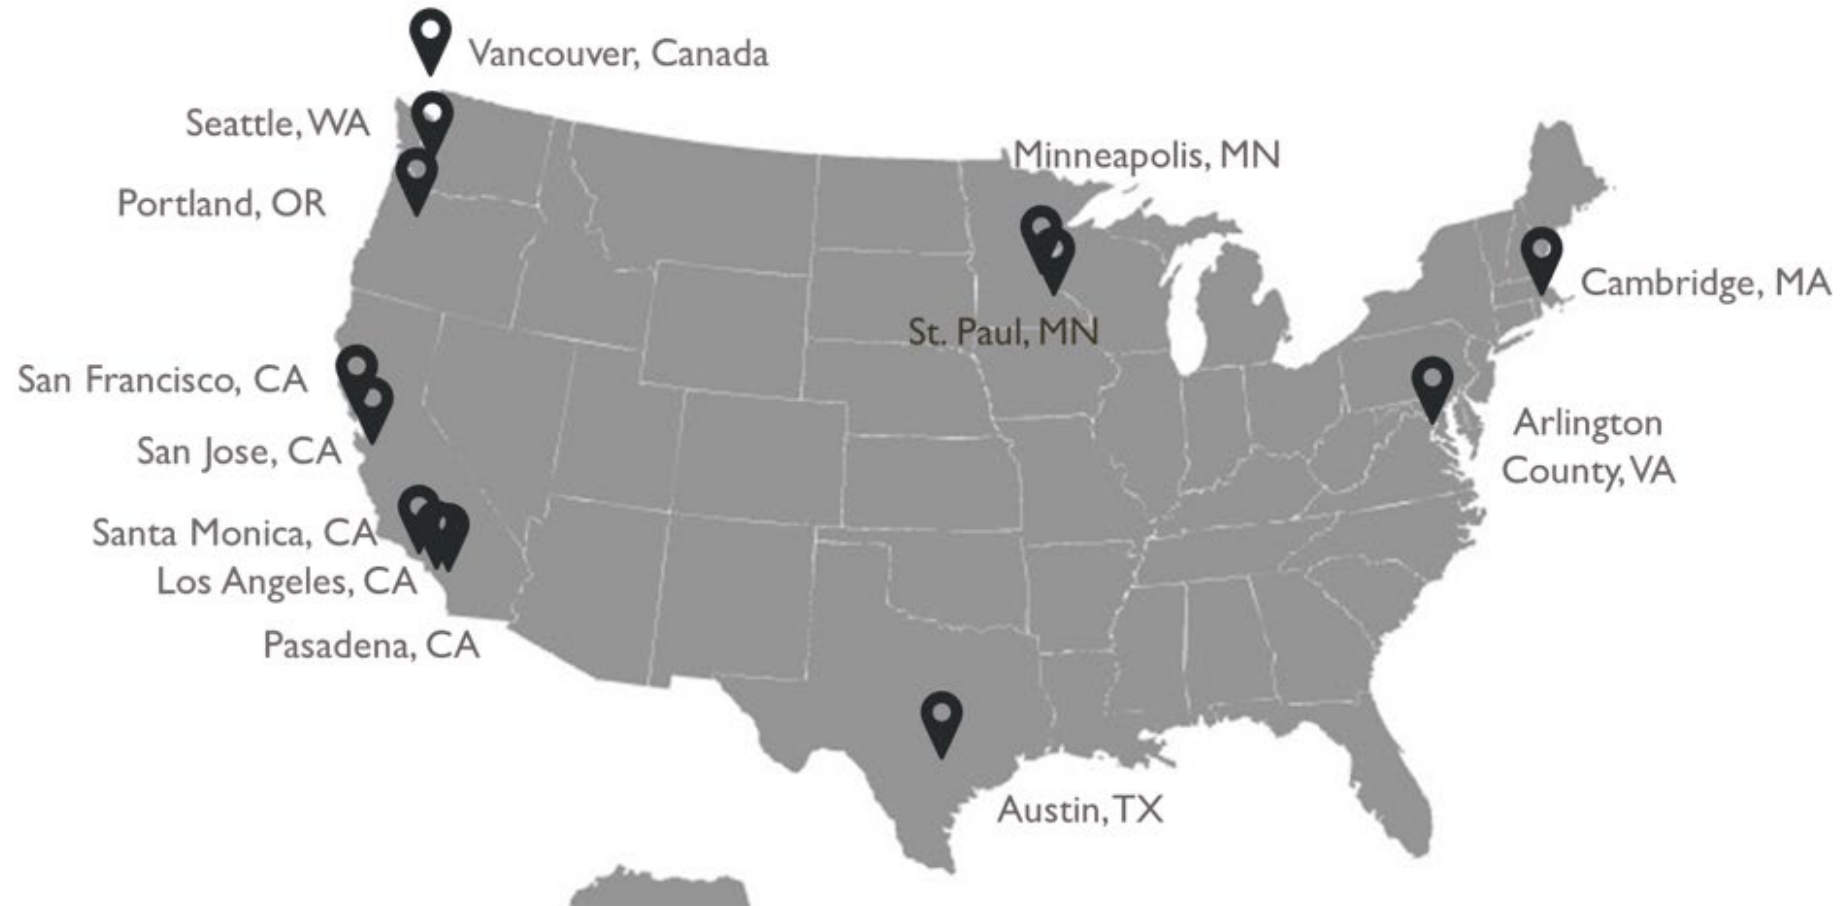 Vancouver, Canada
Seattle, WA
Minneapolis, MN
Portland, OR
Cambridge, MA
St. Paul, MN
San Francisco, CA
Arlington
County, VA
San Jose, CA
Santa Monica, CA
Los Angeles, CA
Pasadena, CA
Austin, TX